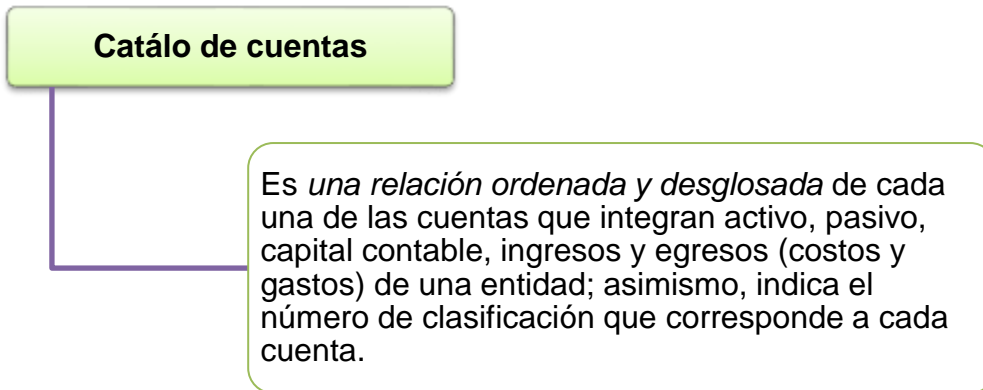 Catálo de cuentas
Es una relación ordenada y desglosada de cada
una de las cuentas que integran activo, pasivo,
capital contable, ingresos y egresos (costos y
gastos) de una entidad; asimismo, indica el
número de clasificación que corresponde a cada
cuenta.